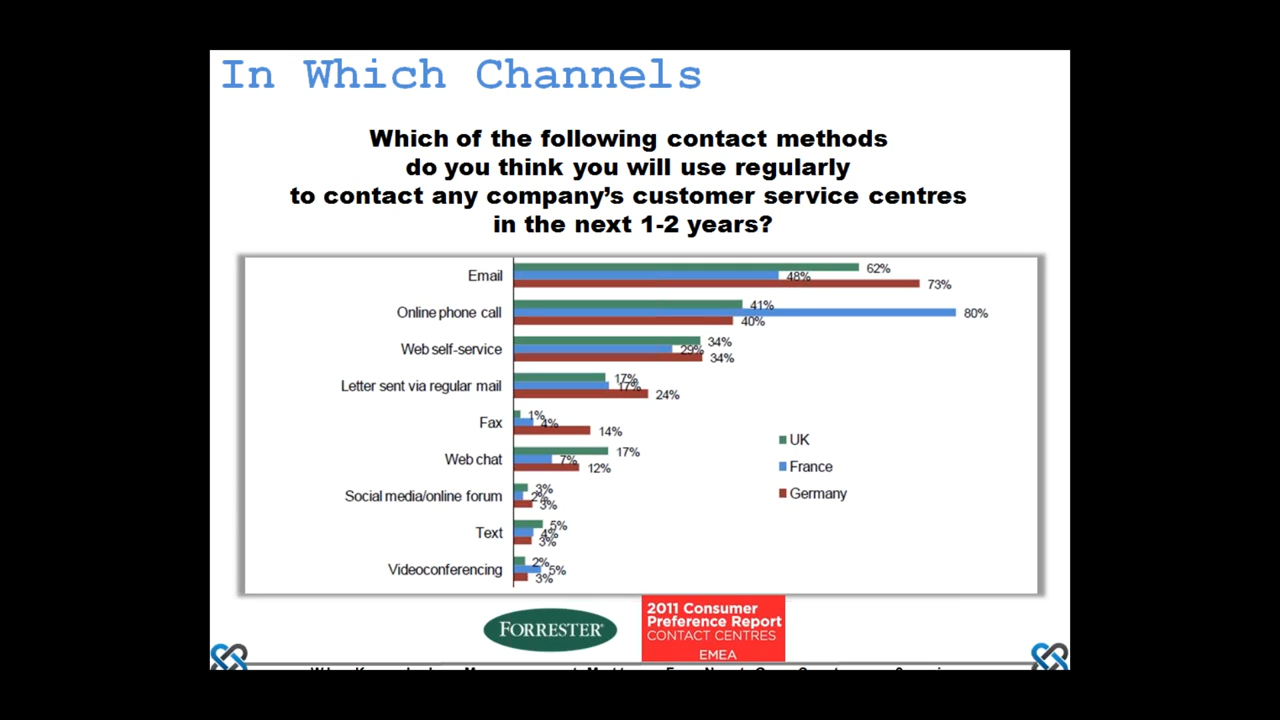 In Which Channels
Which of the following contact methods
do you think you will use regularly
to contact any company's customer service centres
in the next 1-2 years?
Email
62%
48%
73%
Online phone call
41%
80%
40%
Web self-service
34%
29%
34%
Letter sent via regular mail
17%
17%
24%
Fax
1%
4%
14%
Web chat
17%
7%
12%
Social media/online forum
3%
2%
3%
Text
5%
4%
3%
Videoconferencing
2%
5%
3%
UK
France
Germany
FORRESTER®
2011 Consumer
Preference Report
CONTACT CENTRES
EMEA